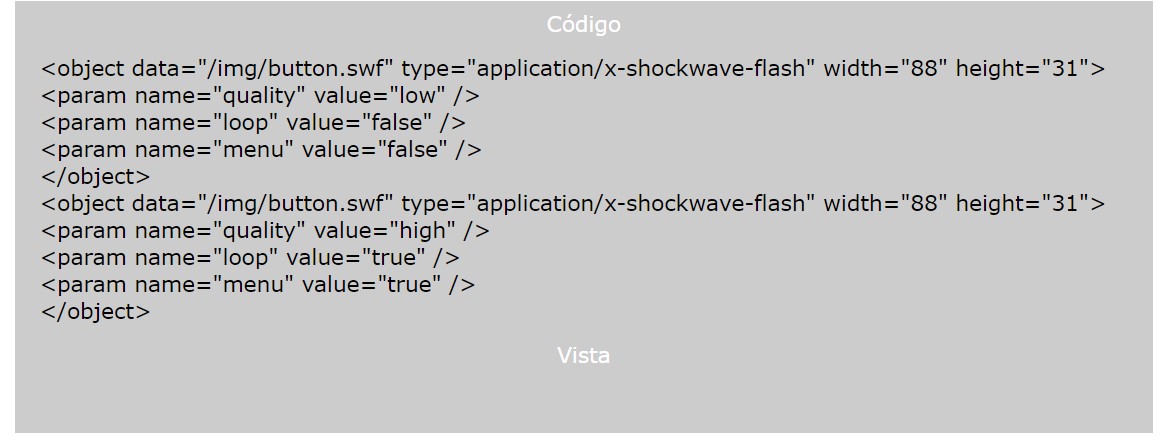 Código
<object data="/img/button.swf" type="application/x-shockwave-flash" width="88" height="31">
<param name="quality" value="low" />
<param name="loop" value="false" />
<param name="menu" value="false" />
</object>
<object data="/img/button.swf" type="application/x-shockwave-flash" width="88" height="31">
<param name="quality" value="high" />
<param name="loop" value="true" />
<param name="menu" value="true" />
</object>
Vista